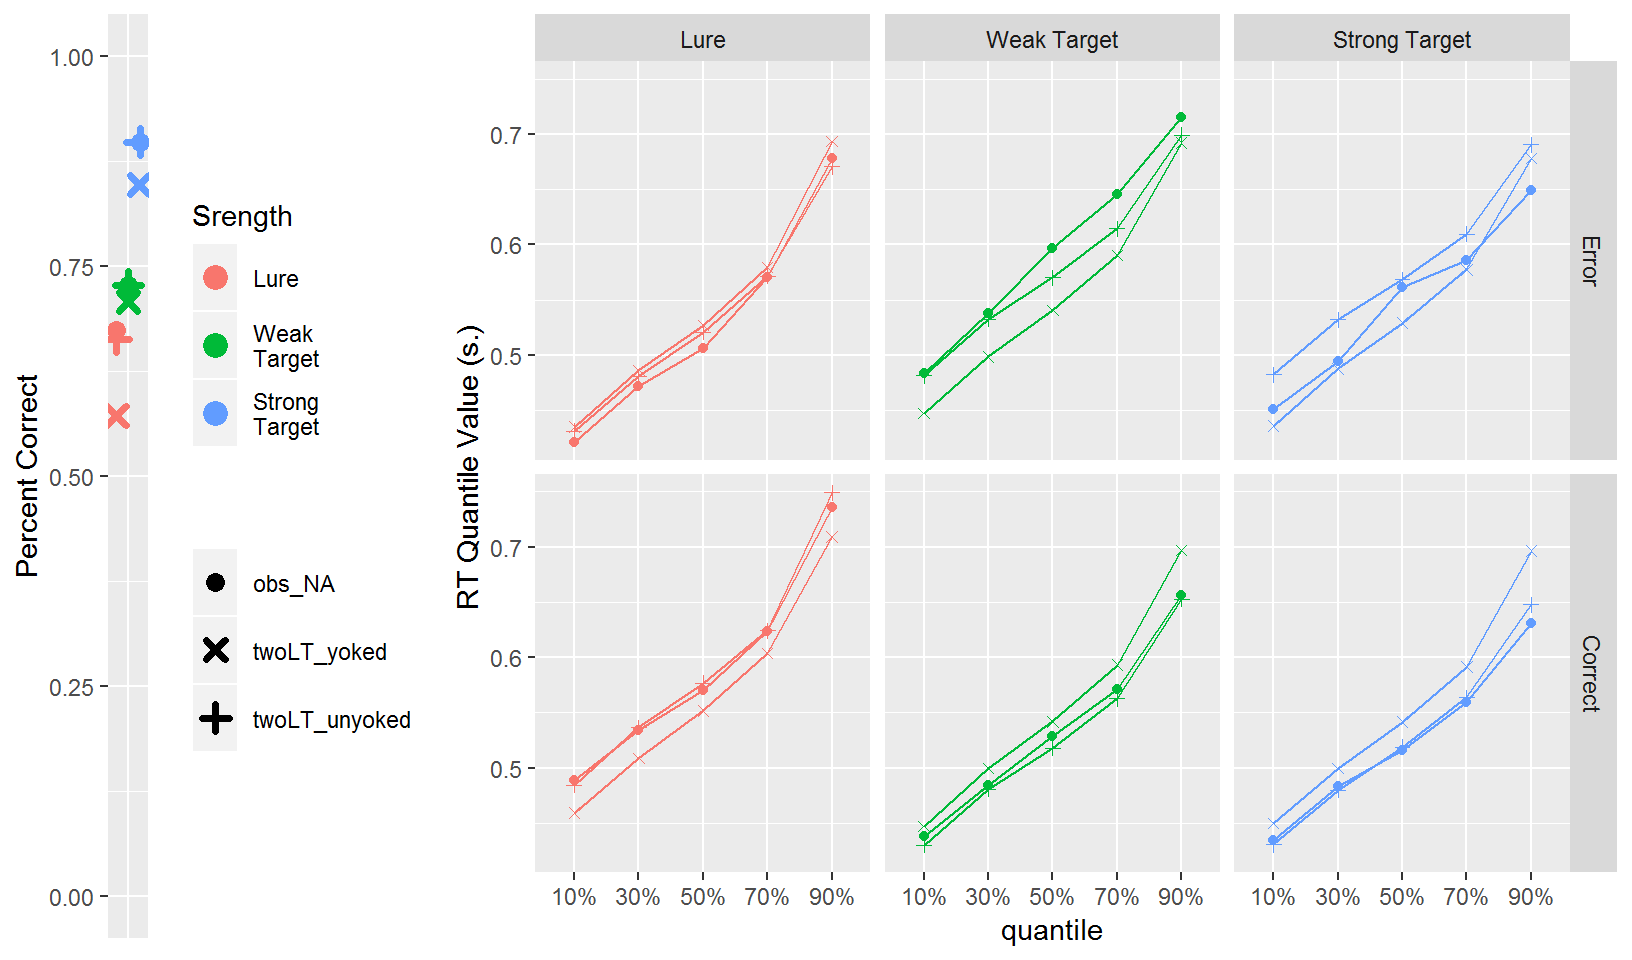 Percent Correct
1.00
0.75
0.50
0.25
0.00
Srength
Lure
Weak
Target
Strong
Target
obs_NA
twoLT_yoked
twoLT_unyoked
RT Quantile Value (s.)
Lure
Weak Target
Strong Target
0.7
0.6
0.5
Error
0.7
0.6
0.5
Correct
10% 30% 50% 70% 90%
10% 30% 50% 70% 90%
10% 30% 50% 70% 90%
quantile